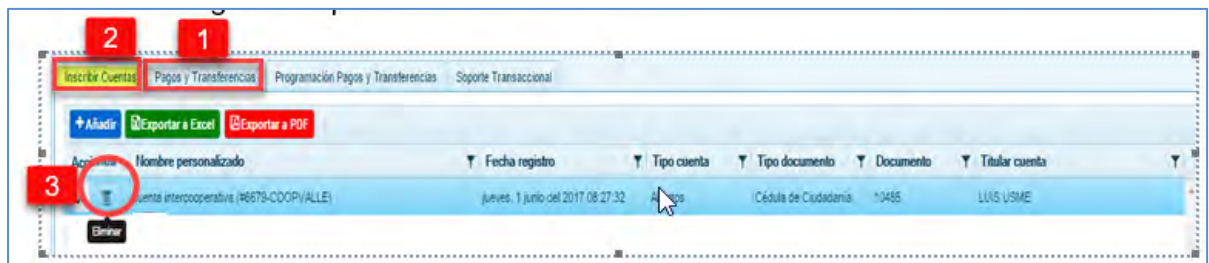 2 1
Inscribir Cuentas Pagos y Transferencias Programación Pagos y Transferencias Soporte Transaccional
+Añadir Exportar a Excel Exportar a PDF
Nombre personalizado Fecha registro Tipo cuenta Tipo documento Documento Titular cuenta
3
cuenta intercooperativa (#6679-COOPVALLE) jueves, 1 junio del 2017 08:27:32 Cédula de Ciudadanía 10485 LUIS USME
Eliminar